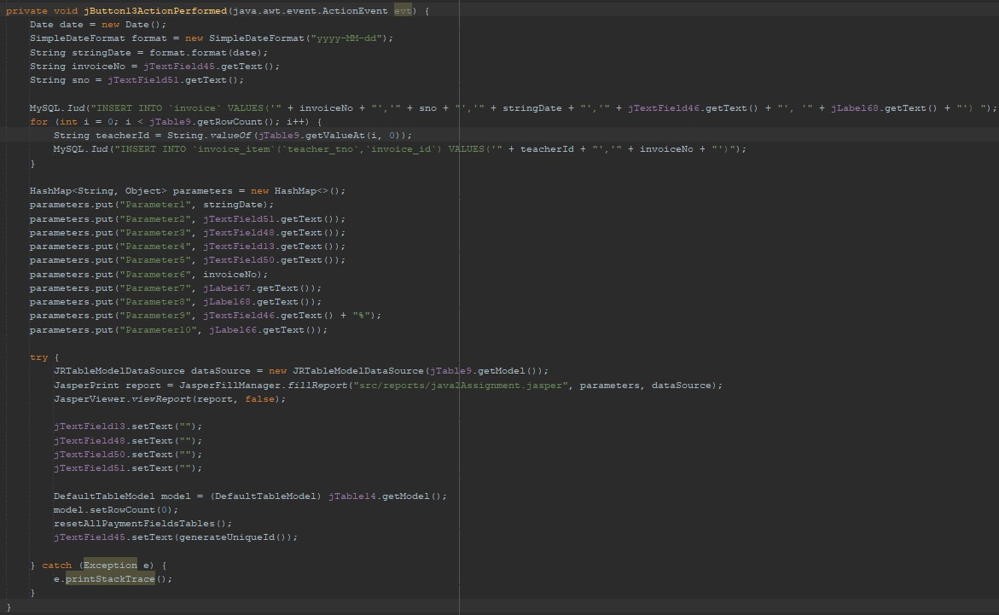 private void jButton13ActionPerformed(java.awt.event.ActionEvent evt) {
    Date date = new Date();
    SimpleDateFormat format = new SimpleDateFormat("yyyy-MM-dd");
    String stringDate = format.format(date);
    String invoiceNo = jTextField45.getText();
    String sno = jTextField51.getText();

    MySQL.Iud("INSERT INTO `invoice` VALUES('" + invoiceNo + "','" + sno + "','" + stringDate + "','" + jTextField46.getText() + "', '" + jLabel68.getText() + "') ");
    for (int i = 0; i < jTable9.getRowCount(); i++) {
        String teacherId = String.valueOf(jTable9.getValueAt(i, 0));
        MySQL.Iud("INSERT INTO `invoice_item`(`teacher_tno`,`invoice_id`) VALUES('" + teacherId + "','" + invoiceNo + "')");
    }

    HashMap<String, Object> parameters = new HashMap<>();
    parameters.put("Parameter1", stringDate);
    parameters.put("Parameter2", jTextField51.getText());
    parameters.put("Parameter3", jTextField48.getText());
    parameters.put("Parameter4", jTextField13.getText());
    parameters.put("Parameter5", jTextField50.getText());
    parameters.put("Parameter6", invoiceNo);
    parameters.put("Parameter7", jLabel67.getText());
    parameters.put("Parameter8", jLabel68.getText());
    parameters.put("Parameter9", jTextField46.getText() + "%");
    parameters.put("Parameter10", jLabel66.getText());

    try {
        JRTableModelDataSource dataSource = new JRTableModelDataSource(jTable9.getModel());
        JasperPrint report = JasperFillManager.fillReport("src/reports/java2Assignment.jasper", parameters, dataSource);
        JasperViewer.viewReport(report, false);

        jTextField13.setText("");
        jTextField48.setText("");
        jTextField50.setText("");
        jTextField51.setText("");

        DefaultTableModel model = (DefaultTableModel) jTable14.getModel();
        model.setRowCount(0);
        resetAllPaymentFieldsTables();
        jTextField45.setText(generateUniqueId());

    } catch (Exception e) {
        e.printStackTrace();
    }
}